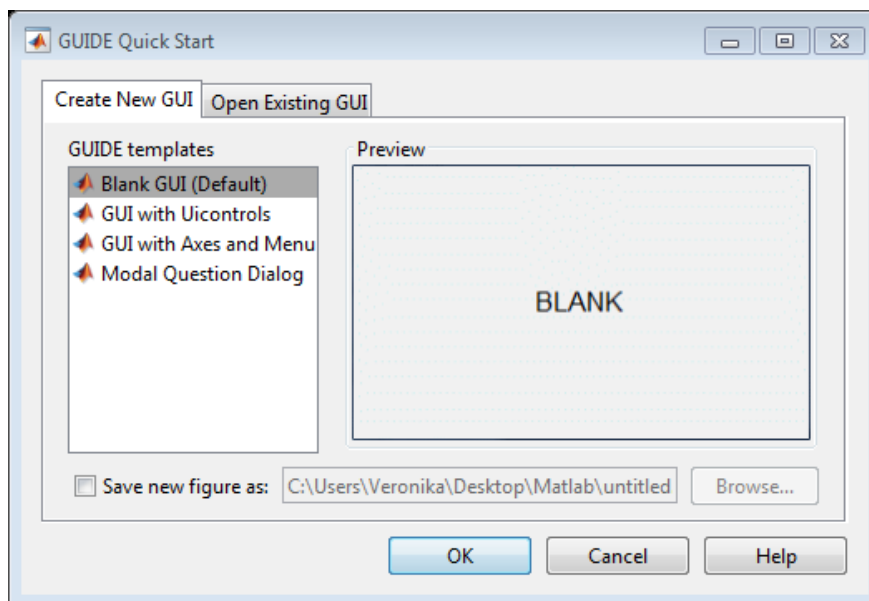 GUIDE Quick Start
Create New GUI
Open Existing GUI
GUIDE templates
Preview
Blank GUI (Default)
GUI with Uicontrols
GUI with Axes and Menu
Modal Question Dialog
BLANK
Save new figure as:
C:\Users\Veronika\Desktop\Matlab\untitled
Browse...
OK
Cancel
Help